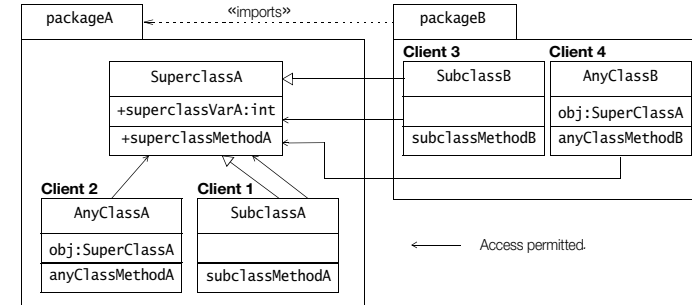 packageA
«imports»
packageB
SuperclassA
+superclassVarA:int
+superclassMethodA
Client 3
SubclassB
subclassMethodB
Client 4
AnyClassB
obj:SuperClassA
anyClassMethodB
Client 2
AnyClassA
obj:SuperClassA
anyClassMethodA
Client 1
SubclassA
subclassMethodA
Access permitted.